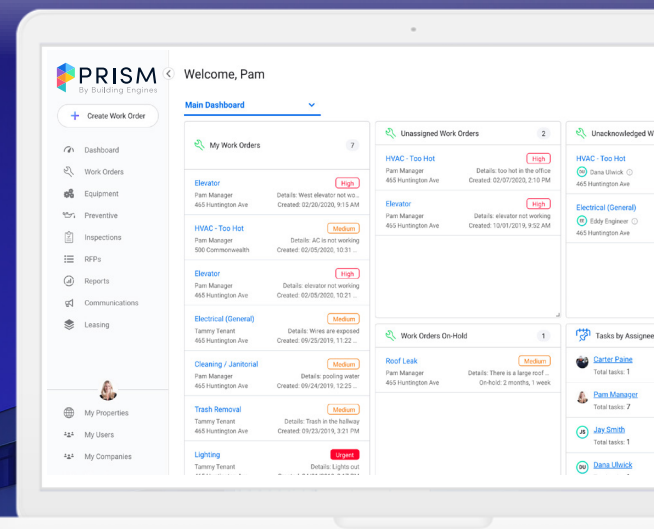 PRISM
By Building Engines
+ Create Work Order
Dashboard
Work Orders
Equipment
Preventive
Inspections
RFPs
Reports
Communications
Leasing
My Properties
My Users
My Companies
Welcome, Pam
Main Dashboard
My Work Orders 7
Elevator High
Pam Manager Details: West elevator not wo...
465 Huntington Ave Created: 02/20/2020, 9:15 AM
HVAC - Too Hot Medium
Pam Manager Details: AC is not working
500 Commonwealth Created: 02/05/2020, 10:31 ...
Elevator High
Pam Manager Details: elevator not working
465 Huntington Ave Created: 02/05/2020, 10:21 ...
Electrical (General) Medium
Tammy Tenant Details: Wires are exposed
465 Huntington Ave Created: 09/25/2019, 11:22 ...
Cleaning / Janitorial Medium
Pam Manager Details: pooling water
465 Huntington Ave Created: 09/24/2019, 12:25 ...
Trash Removal Medium
Tammy Tenant Details: Trash in the hallway
465 Huntington Ave Created: 09/23/2019, 3:21 PM
Lighting Urgent
Tammy Tenant Details: Lights out
Unassigned Work Orders 2
HVAC - Too Hot High
Pam Manager Details: too hot in the office
465 Huntington Ave Created: 02/07/2020, 2:10 PM
Elevator High
Pam Manager Details: elevator not working
465 Huntington Ave Created: 10/01/2019, 9:52 AM
Work Orders On-Hold 1
Roof Leak Medium
Pam Manager Details: There is a large roof ...
465 Huntington Ave On-hold: 2 months, 1 week
Unacknowledged W
HVAC - Too Hot
DU Dana Ulwick
465 Huntington Ave
Electrical (General)
EE Eddy Engineer
465 Huntington Ave
Tasks by Assignee
Carter Paine
Total tasks: 1
Pam Manager
Total tasks: 7
JS Jay Smith
Total tasks: 1
DU Dana Ulwick